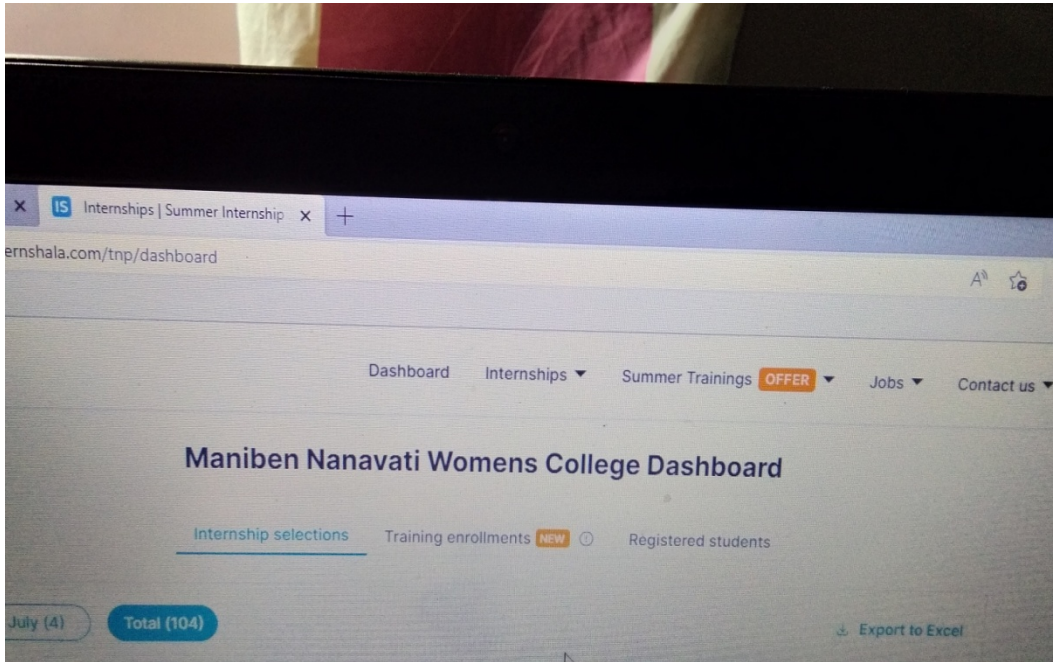 IS Internships | Summer Internship
ernshala.com/tnp/dashboard
Dashboard Internships Summer Trainings OFFER Jobs Contact us
Maniben Nanavati Womens College Dashboard
Internship selections Training enrollments NEW Registered students
July (4) Total (104) Export to Excel